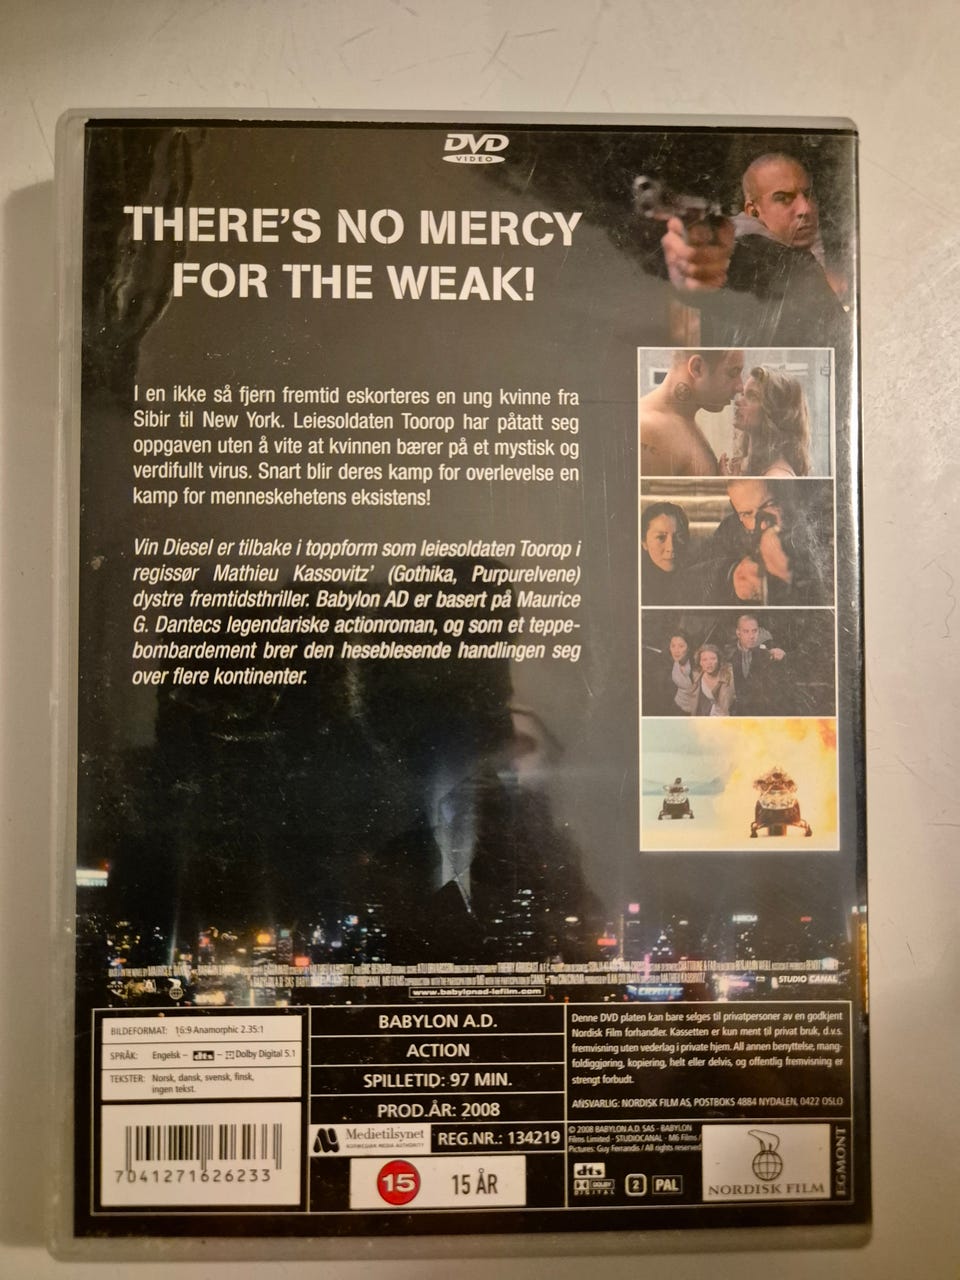 DVD
VIDEO
THERE'S NO MERCY
FOR THE WEAK!
I en ikke så fjern fremtid eskorteres en ung kvinne fra
Sibir til New York. Leiesoldaten Toorop har påtatt seg
oppgaven uten å vite at kvinnen bærer på et mystisk og
verdifullt virus. Snart blir deres kamp for overlevelse en
kamp for menneskehetens eksistens!
Vin Diesel er tilbake i toppform som leiesoldaten Toorop i
regissør Mathieu Kassovitz' (Gothika, Purpurelvene)
dystre fremtidsthriller. Babylon AD er basert på Maurice
G. Dantecs legendariske actionroman, og som et teppe-
bombardement brer den heseblesende handlingen seg
over flere kontinenter.
STUDIO CANAL
www.babylpnad-lefilm.com
BILDEFORMAT: 16:9 Anamorphic 2.35:1
SPRÅK: Engelsk – dts – Dolby Digital 5.1
TEKSTER: Norsk, dansk, svensk, finsk,
ingen tekst.
7041271626233
BABYLON A.D.
ACTION
SPILLETID: 97 MIN.
PROD.ÅR: 2008
Medietilsynet
NORWEGIAN MEDIA AUTHORITY
REG.NR.: 134219
15
15 ÅR
Denne DVD platen kan bare selges til privatpersoner av en godkjent
Nordisk Film forhandler. Kassetten er kun ment til privat bruk, d.v.s.
fremvisning uten vederlag i private hjem. All annen benyttelse, mang-
foldiggjøring, kopiering, helt eller delvis, og offentlig fremvisning er
strengt forbudt.
ANSVARLIG: NORDISK FILM AS, POSTBOKS 4884 NYDALEN, 0422 OSLO
© 2008 BABYLON A.D. SAS - BABYLON
Films Limited - STUDIOCANAL - M6 Films /
Pictures: Guy Ferrandis / All rights reserved
dts
DOLBY
DIGITAL
2
PAL
NORDISK FILM
EGMONT